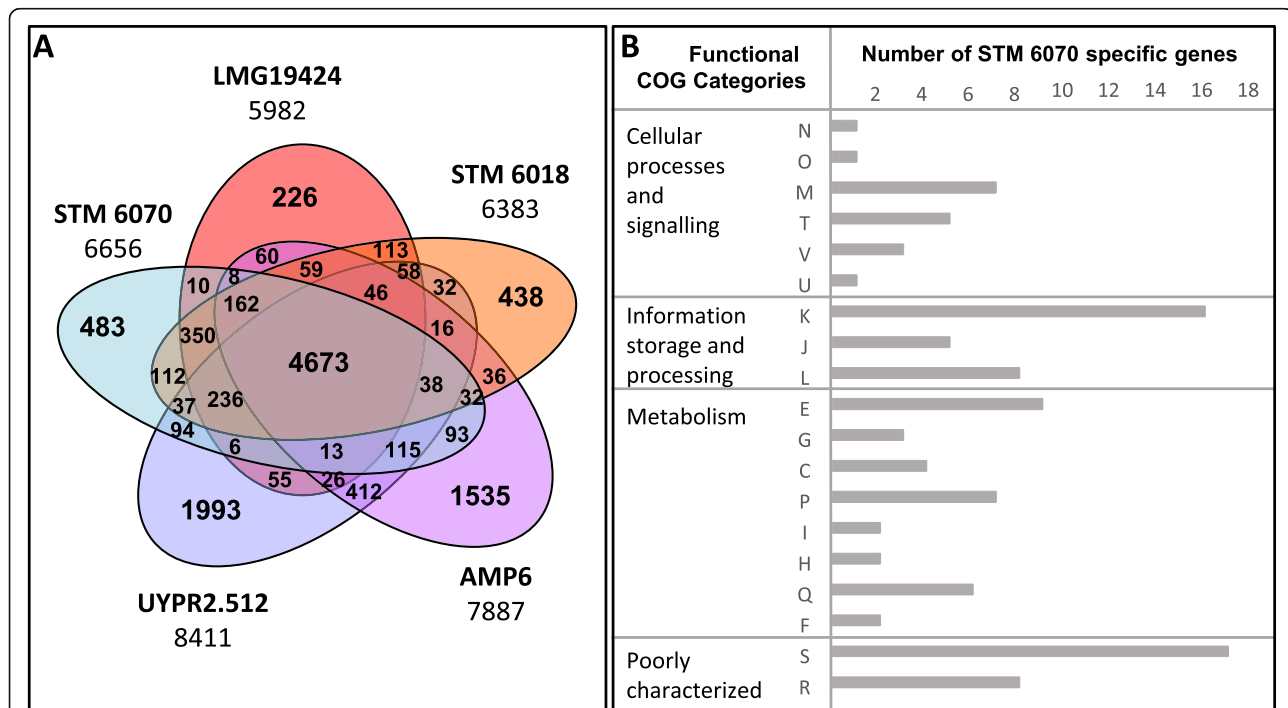 A
LMG19424
5982
STM 6018
6383
STM 6070
6656
226
113
60
59
58
8
10
46
32
438
162
483
350
16
4673
112
38
36
37
236
32
94
6
13
115
93
55
26
412
1993
1535
AMP6
7887
UYPR2.512
8411
B
Functional
COG Categories
Number of STM 6070 specific genes
2 4 6 8 10 12 14 16 18
Cellular
processes
and
signalling
N
O
M
T
V
U
Information
storage and
processing
K
J
L
Metabolism
E
G
C
P
I
H
Q
F
Poorly
characterized
S
R